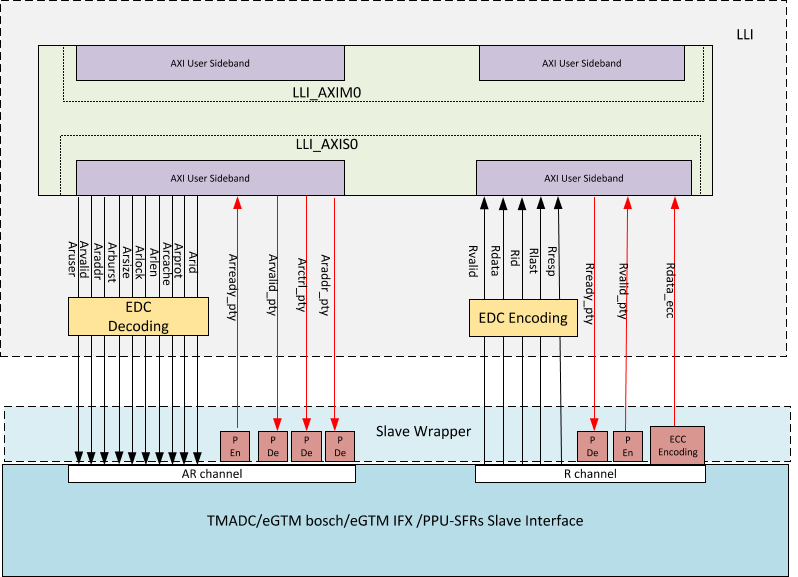 LLI
AXI User Sideband
AXI User Sideband
LLI_AXIM0
LLI_AXIS0
AXI User Sideband
AXI User Sideband
Aruser
Arvalid
Araddr
Arburst
Arsize
Arlock
Arlen
Arcache
Arprot
Arid
Arready_pty
Arvalid_pty
Arctrl_pty
Araddr_pty
Rvalid
Rdata
Rid
Rlast
Rresp
Rready_pty
Rvalid_pty
Rdata_ecc
EDC
Decoding
EDC Encoding
Slave Wrapper
P
En
P
De
P
De
P
De
P
De
P
En
ECC
Encoding
AR channel
R channel
TMADC/eGTM bosch/eGTM IFX /PPU-SFRs Slave Interface